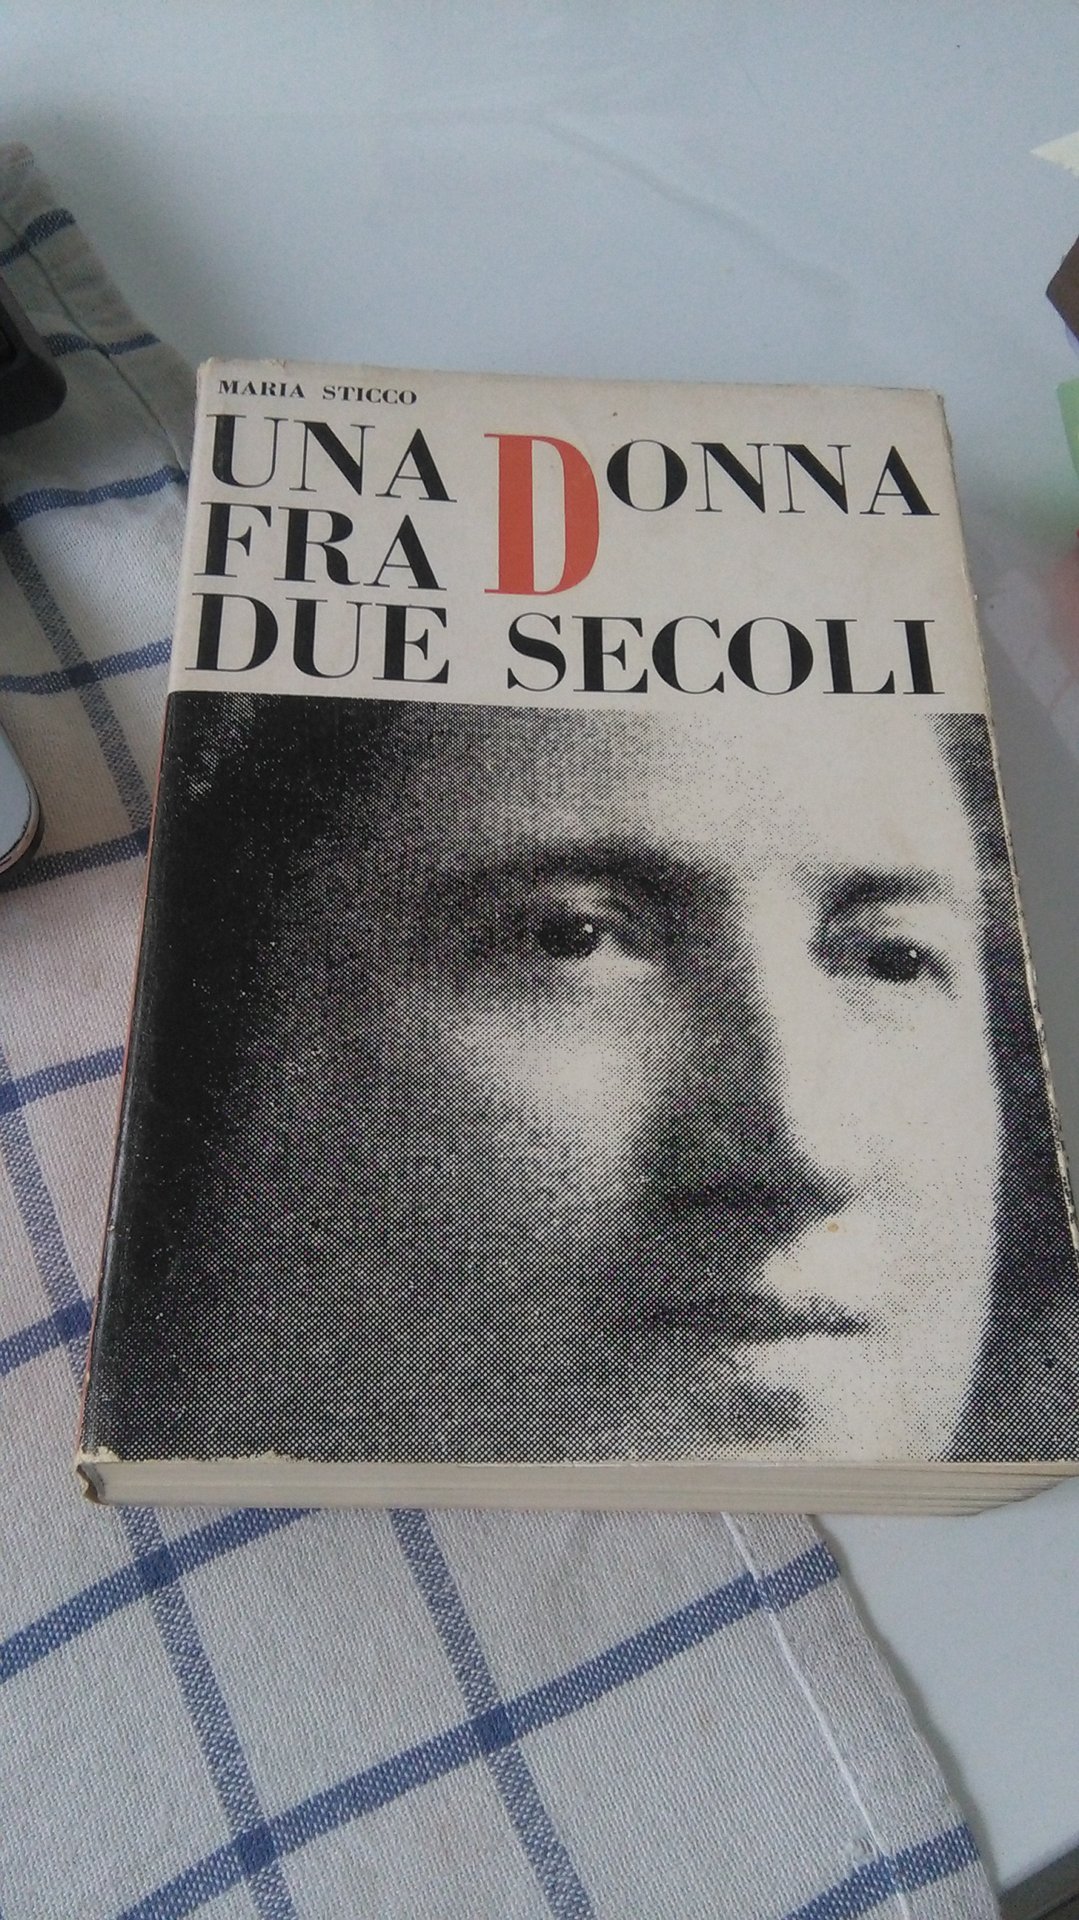 MARIA STICCO
UNA DONNA
FRA
DUE SECOLI